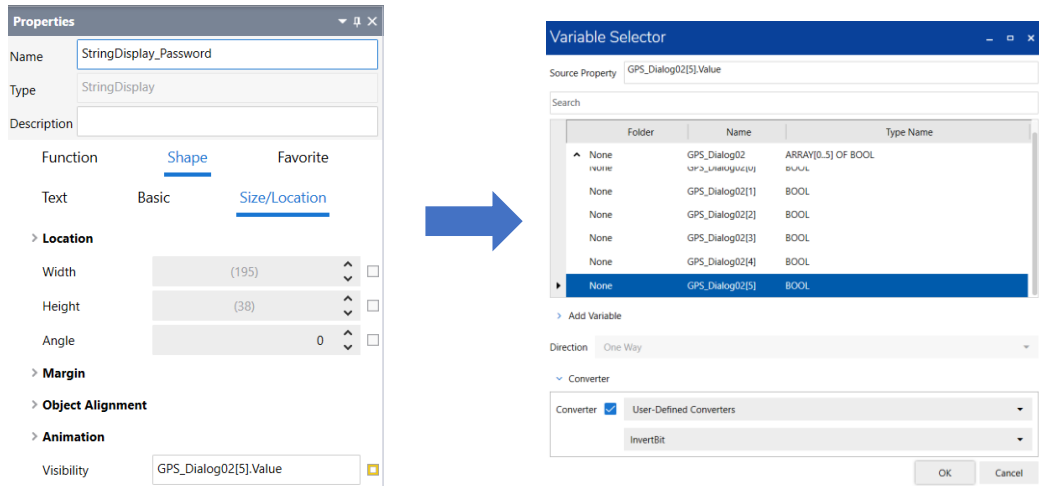 Properties
Name StringDisplay_Password
Type StringDisplay
Description
Function Shape Favorite
Text Basic Size/Location
Location
Width (195)
Height (38)
Angle 0
Margin
Object Alignment
Animation
Visibility GPS_Dialog02[5].Value
Variable Selector
Source Property GPS_Dialog02[5].Value
Search
Folder Name Type Name
None GPS_Dialog02 ARRAY[0..5] OF BOOL
None GPS_Dialog02[0] BOOL
None GPS_Dialog02[1] BOOL
None GPS_Dialog02[2] BOOL
None GPS_Dialog02[3] BOOL
None GPS_Dialog02[4] BOOL
None GPS_Dialog02[5] BOOL
Add Variable
Direction One Way
Converter
Converter User-Defined Converters
InvertBit
OK Cancel